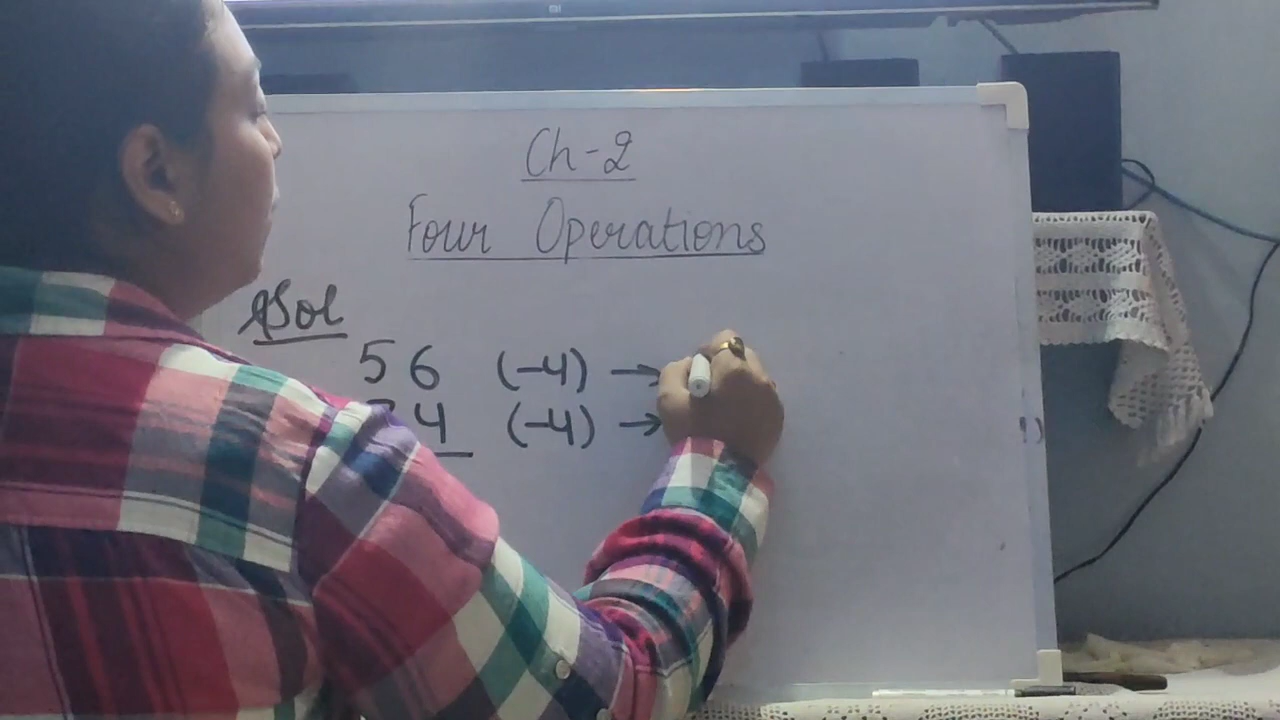 Ch-2
Four Operations
Sol
56 (-4) →
4 (-4) →